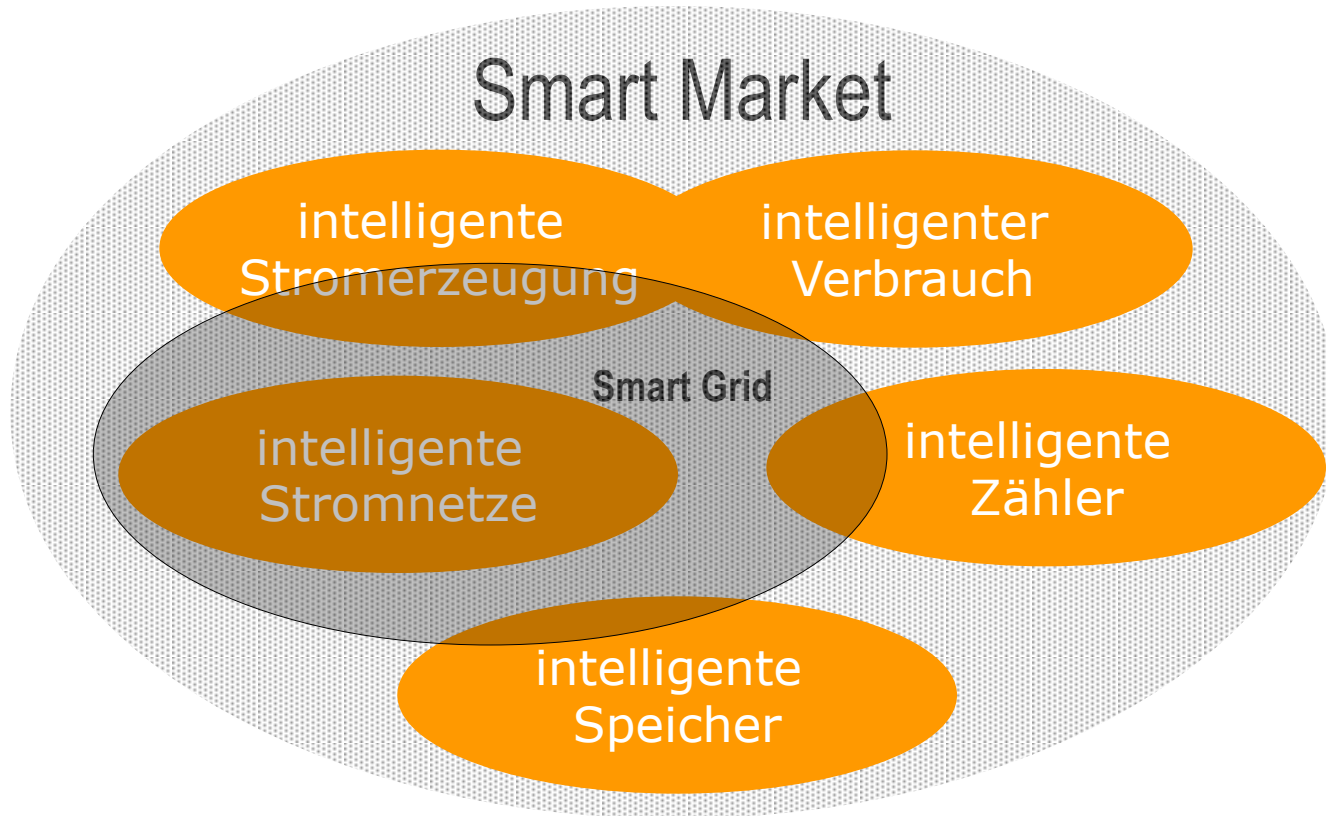 Smart Market
intelligente
Stromerzeugung
intelligenter
Verbrauch
Smart Grid
intelligente
Stromnetze
intelligente
Zähler
intelligente
Speicher